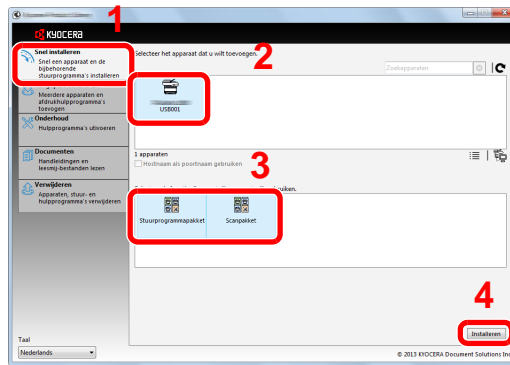 1
KYOCERA
Snel installeren
Snel een apparaat en de
bijbehorende
stuurprogramma's installeren
Selecteer het apparaat dat u wilt toevoegen.
2
Zoekapparaten
USB001
Meerdere apparaten en
afdrukhulpprogramma's
toevogen
Onderhoud
Hulpprogramma's uitvoeren
Documenten
Handleidingen en
leesmij-bestanden lezen
Verwijderen
Apparaten, stuur- en
hulpprogramma's verwijderen
1 apparaten
Hostnaam als poortnaam gebruiken
3
Stuurprogrammapakket
Scanpakket
4
Installeren
Taal
Nederlands
© 2013 KYOCERA Document Solutions Inc